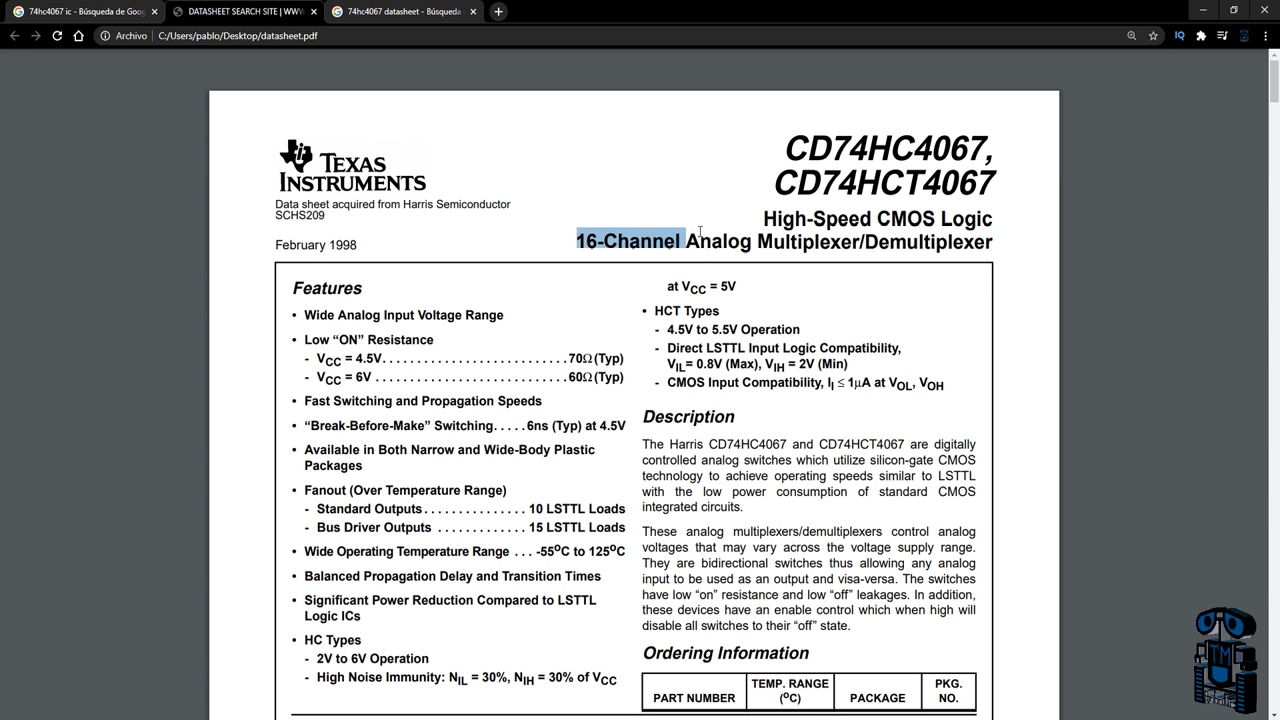 74hc4067 ic - Búsqueda de Goo
DATASHEET SEARCH SITE | WWW
74hc4067 datasheet - Búsqueda
Archivo | C:/Users/pablo/Desktop/datasheet.pdf
TEXAS
INSTRUMENTS
Data sheet acquired from Harris Semiconductor
SCHS209
February 1998
CD74HC4067,
CD74HCT4067
High-Speed CMOS Logic
16-Channel Analog Multiplexer/Demultiplexer
Features
• Wide Analog Input Voltage Range
• Low “ON” Resistance
- VCC = 4.5V. . . . . . . . . . . . . . . . . . . . . . . . . .70Ω(Typ)
- VCC = 6V . . . . . . . . . . . . . . . . . . . . . . . . . . .60Ω(Typ)
• Fast Switching and Propagation Speeds
• “Break-Before-Make” Switching. . . . .6ns (Typ) at 4.5V
• Available in Both Narrow and Wide-Body Plastic
Packages
• Fanout (Over Temperature Range)
- Standard Outputs . . . . . . . . . . . . . . 10 LSTTL Loads
- Bus Driver Outputs . . . . . . . . . . . . 15 LSTTL Loads
• Wide Operating Temperature Range . . . -55oC to 125oC
• Balanced Propagation Delay and Transition Times
• Significant Power Reduction Compared to LSTTL
Logic ICs
• HC Types
- 2V to 6V Operation
- High Noise Immunity: NIL = 30%, NIH = 30% of VCC
at VCC = 5V
• HCT Types
- 4.5V to 5.5V Operation
- Direct LSTTL Input Logic Compatibility,
VIL= 0.8V (Max), VIH = 2V (Min)
- CMOS Input Compatibility, II ≤ 1µA at VOL, VOH
Description
The Harris CD74HC4067 and CD74HCT4067 are digitally
controlled analog switches which utilize silicon-gate CMOS
technology to achieve operating speeds similar to LSTTL
with the low power consumption of standard CMOS
integrated circuits.
These analog multiplexers/demultiplexers control analog
voltages that may vary across the voltage supply range.
They are bidirectional switches thus allowing any analog
input to be used as an output and visa-versa. The switches
have low “on” resistance and low “off” leakages. In addition,
these devices have an enable control which when high will
disable all switches to their “off” state.
Ordering Information
PART NUMBER
TEMP. RANGE
(oC)
PACKAGE
PKG.
NO.
IQ
TM